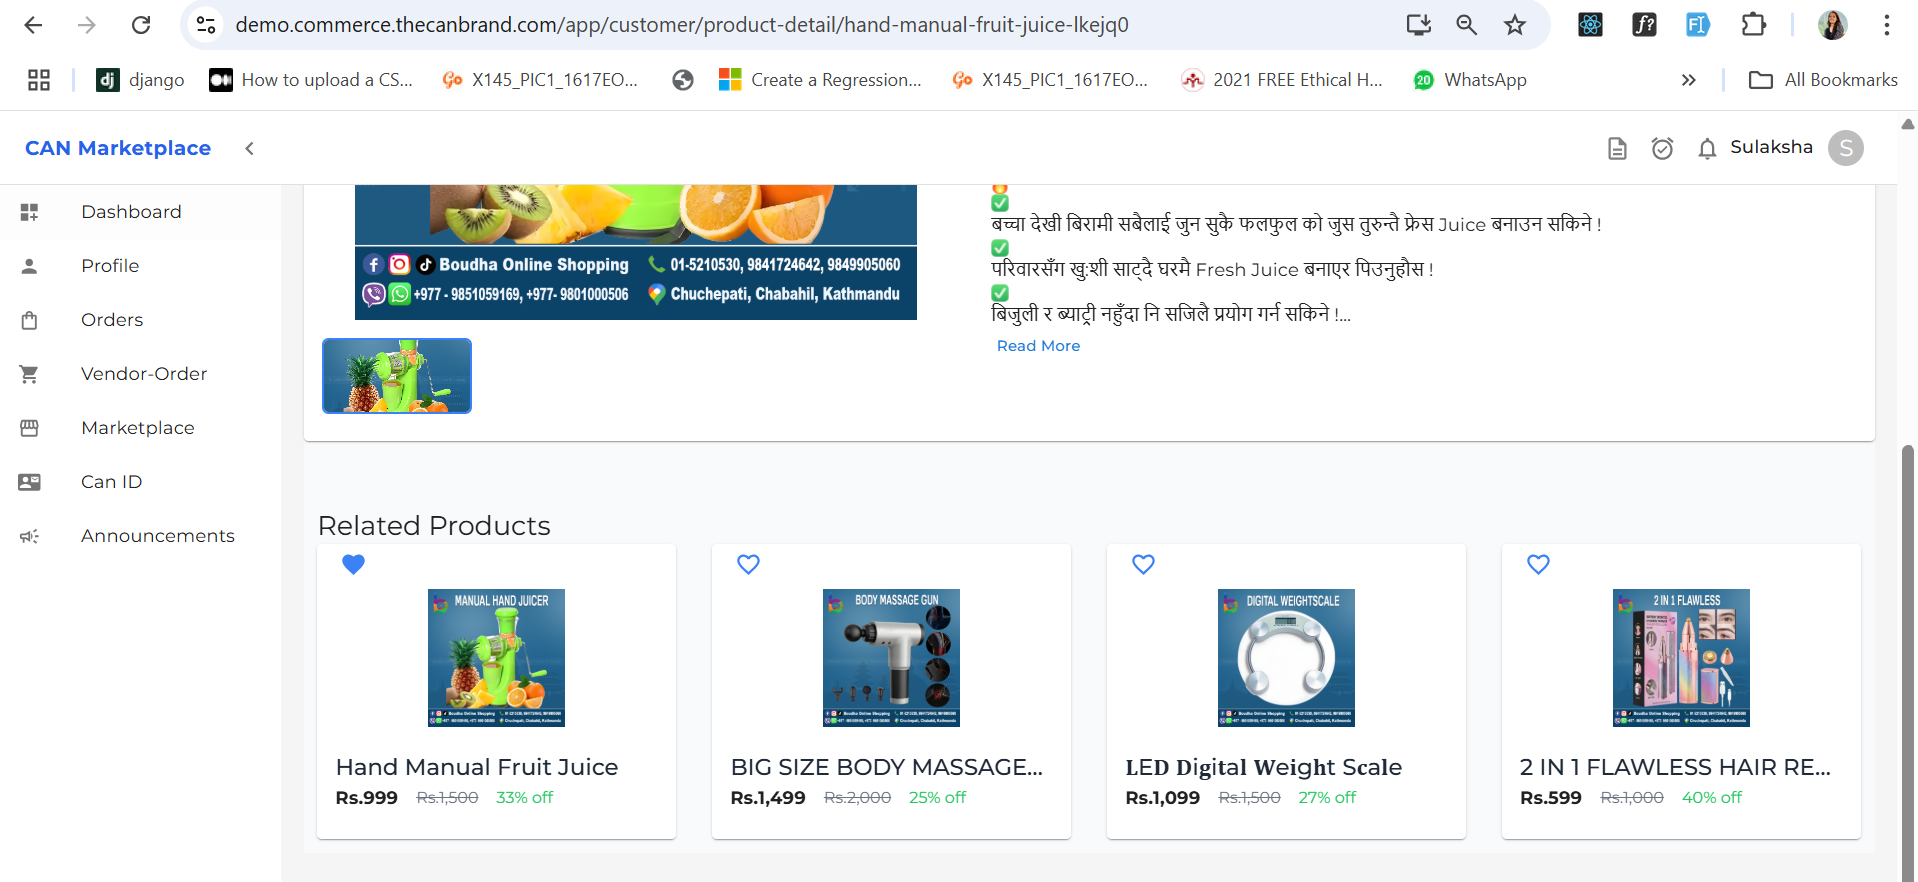 demo.commerce.thecanbrand.com/app/customer/product-detail/hand-manual-fruit-juice-lkejq0
django
How to upload a CS...
X145_PIC1_1617EO...
Create a Regression...
X145_PIC1_1617EO...
2021 FREE Ethical H...
20
WhatsApp
All Bookmarks
CAN Marketplace
Sulaksha
S
Dashboard
Profile
Orders
Vendor-Order
Marketplace
Can ID
Announcements
Boudha Online Shopping
01-5210530, 9841724642, 9849905060
+977 - 9851059169, +977- 9801000506
Chuchepati, Chabahil, Kathmandu
बच्चा देखी बिरामी सबैलाई जुन सुकै फलफुल को जुस तुरुन्तै फ्रेस Juice बनाउन सकिने !
परिवारसँग खु:शी साट्दै घरमै Fresh Juice बनाएर पिउनुहौस !
बिजुली र ब्याट्री नहुँदा नि सजिलै प्रयोग गर्न सकिने !...
Read More
Related Products
MANUAL HAND JUICER
Hand Manual Fruit Juice
Rs.999 Rs.1,500 33% off
BODY MASSAGE GUN
BIG SIZE BODY MASSAGE...
Rs.1,499 Rs.2,000 25% off
DIGITAL WEIGHTSCALE
LED Digital Weight Scale
Rs.1,099 Rs.1,500 27% off
2 IN 1 FLAWLESS
2 IN 1 FLAWLESS HAIR RE...
Rs.599 Rs.1,000 40% off